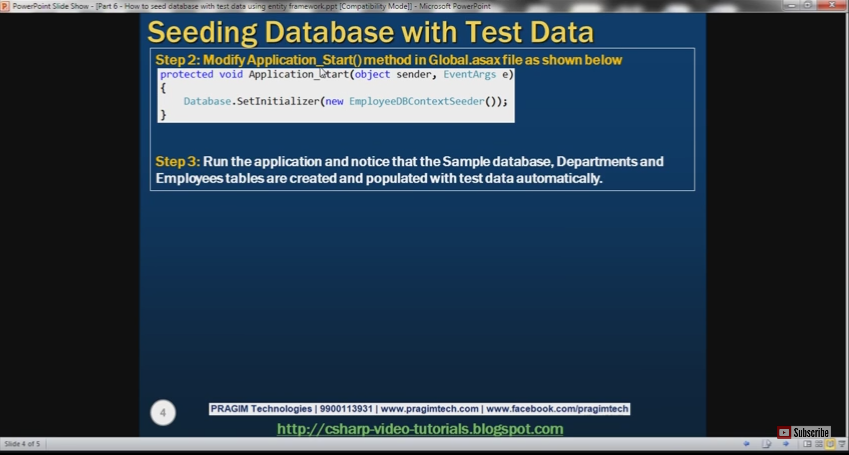 PowerPoint Slide Show - [Part 6 - How to seed database with test data using entity framework.ppt [Compatibility Mode]] - Microsoft PowerPoint
Seeding Database with Test Data
Step 2: Modify Application_Start() method in Global.asax file as shown below
protected void Application_Start(object sender, EventArgs e)
{
Database.SetInitializer(new EmployeeDBContextSeeder());
}
Step 3: Run the application and notice that the Sample database, Departments and
Employees tables are created and populated with test data automatically.
4
PRAGIM Technologies | 9900113931 | www.pragimtech.com | www.facebook.com/pragimtech
http://csharp-video-tutorials.blogspot.com
Subscribe
Slide 4 of 5